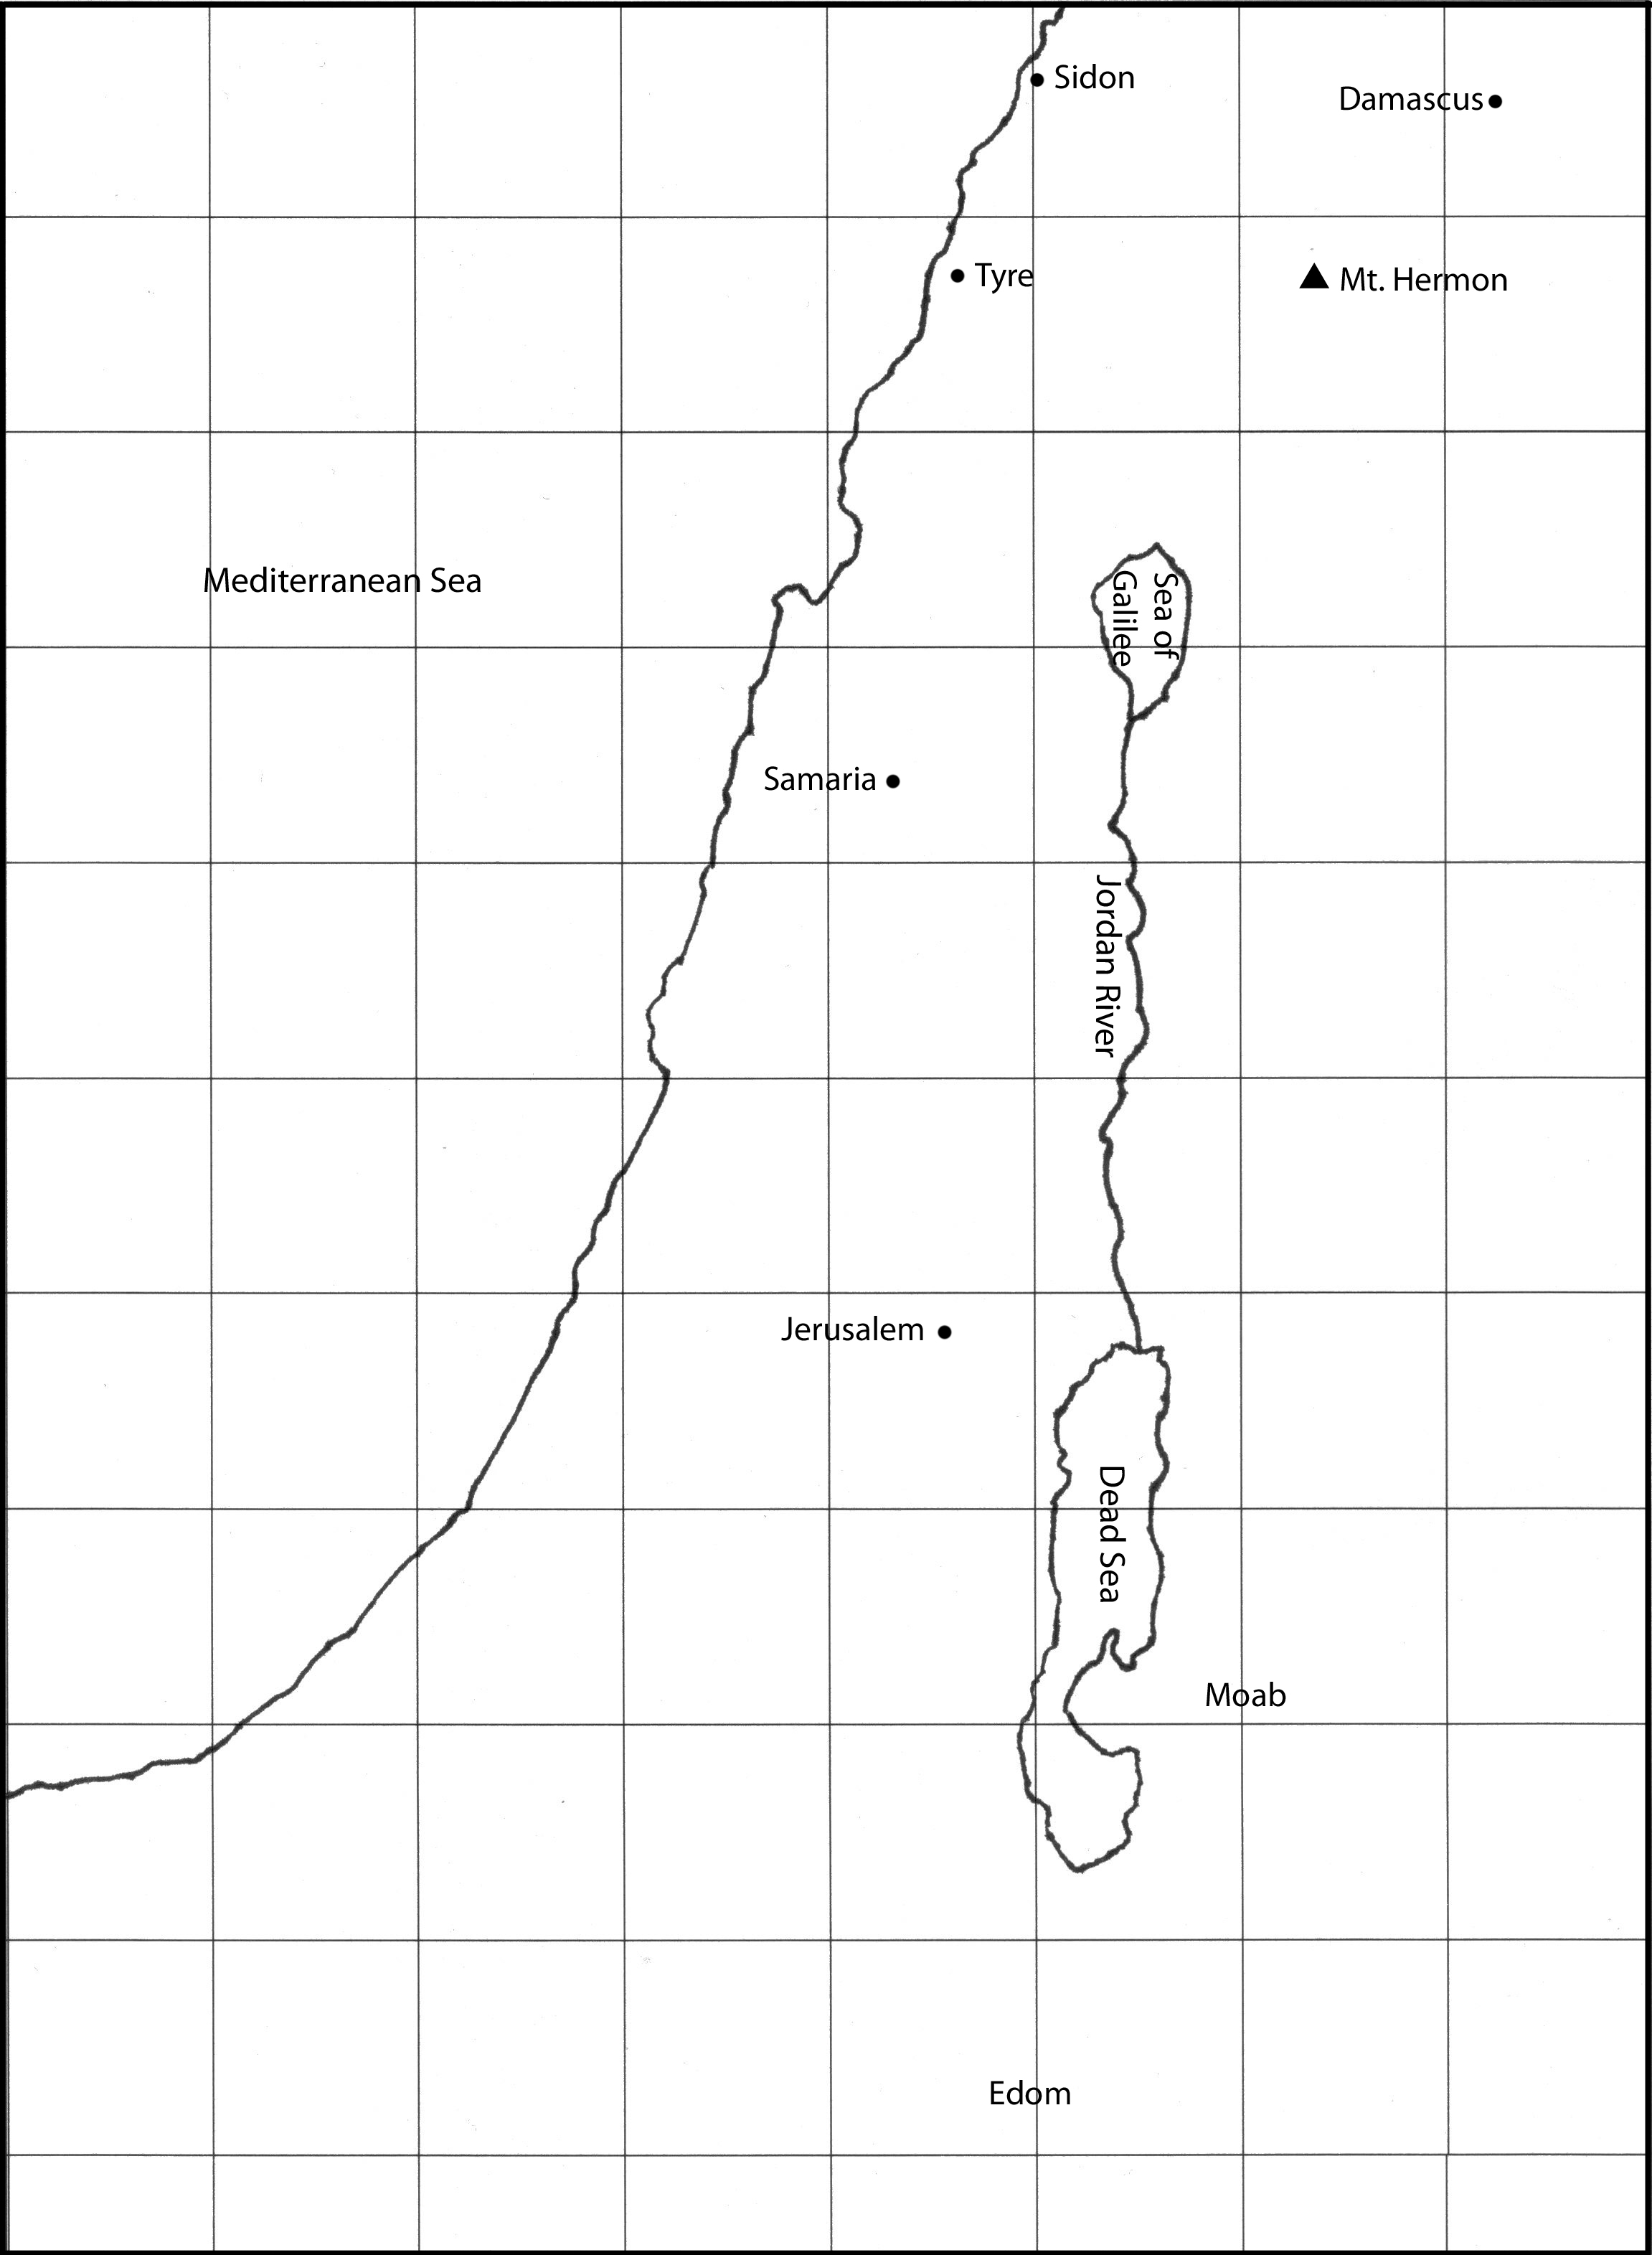 Sidon
Damascus
Tyre
Mt. Hermon
Mediterranean Sea
Sea of
Galilee
Samaria
Jordan River
Jerusalem
Dead Sea
Moab
Edom